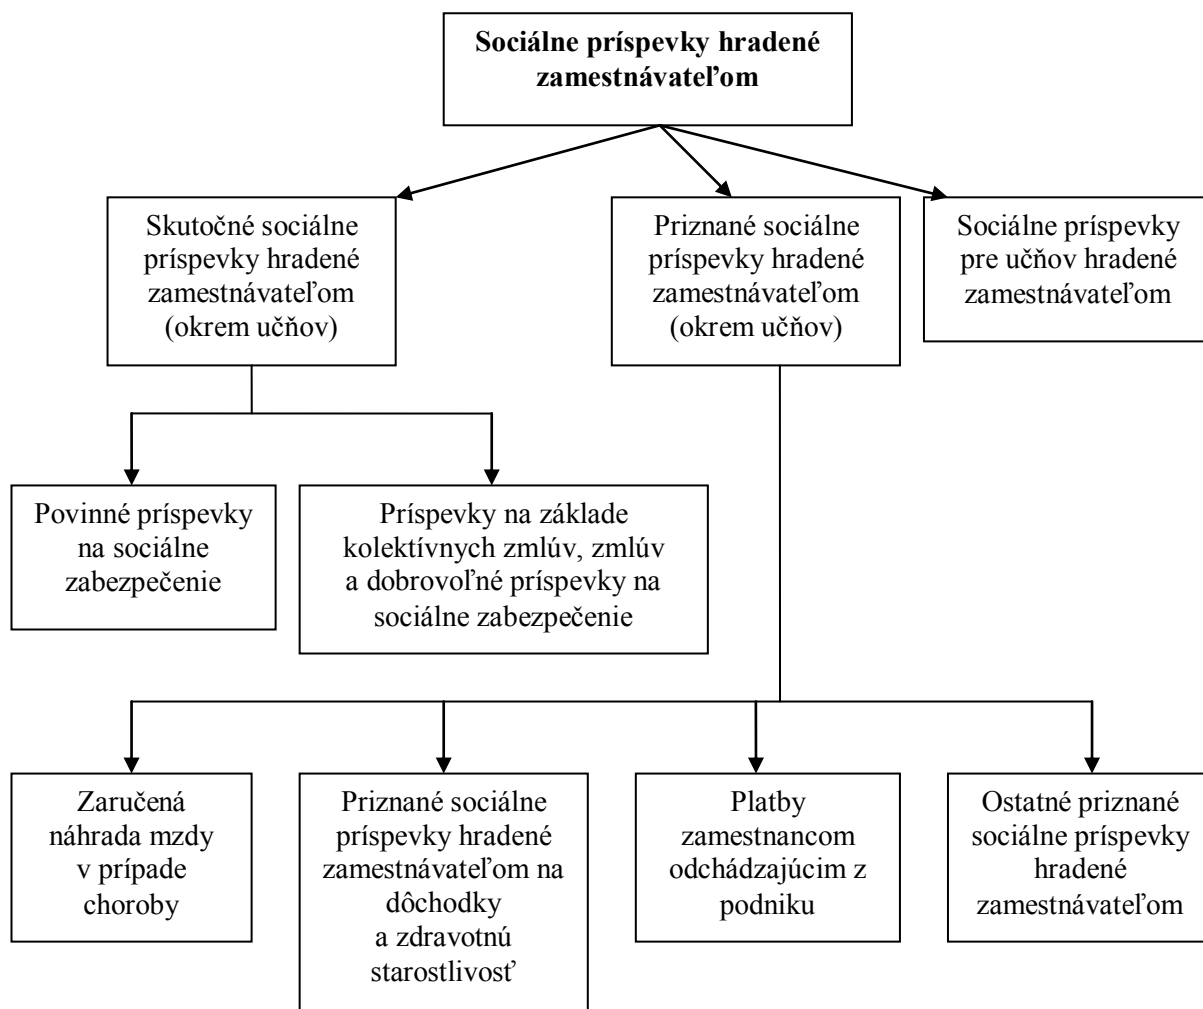 Sociálne príspevky hradené
zamestnávateľom
Skutočné sociálne
príspevky hradené
zamestnávateľom
(okrem učňov)
Priznané sociálne
príspevky hradené
zamestnávateľom
(okrem učňov)
Sociálne príspevky
pre učňov hradené
zamestnávateľom
Povinné príspevky
na sociálne
zabezpečenie
Príspevky na základe
kolektívnych zmlúv, zmlúv
a dobrovoľné príspevky na
sociálne zabezpečenie
Zaručená
náhrada mzdy
v prípade
choroby
Priznané sociálne
príspevky hradené
zamestnávateľom na
dôchodky
a zdravotnú
starostlivosť
Platby
zamestnancom
odchádzajúcim z
podniku
Ostatné priznané
sociálne príspevky
hradené
zamestnávateľom